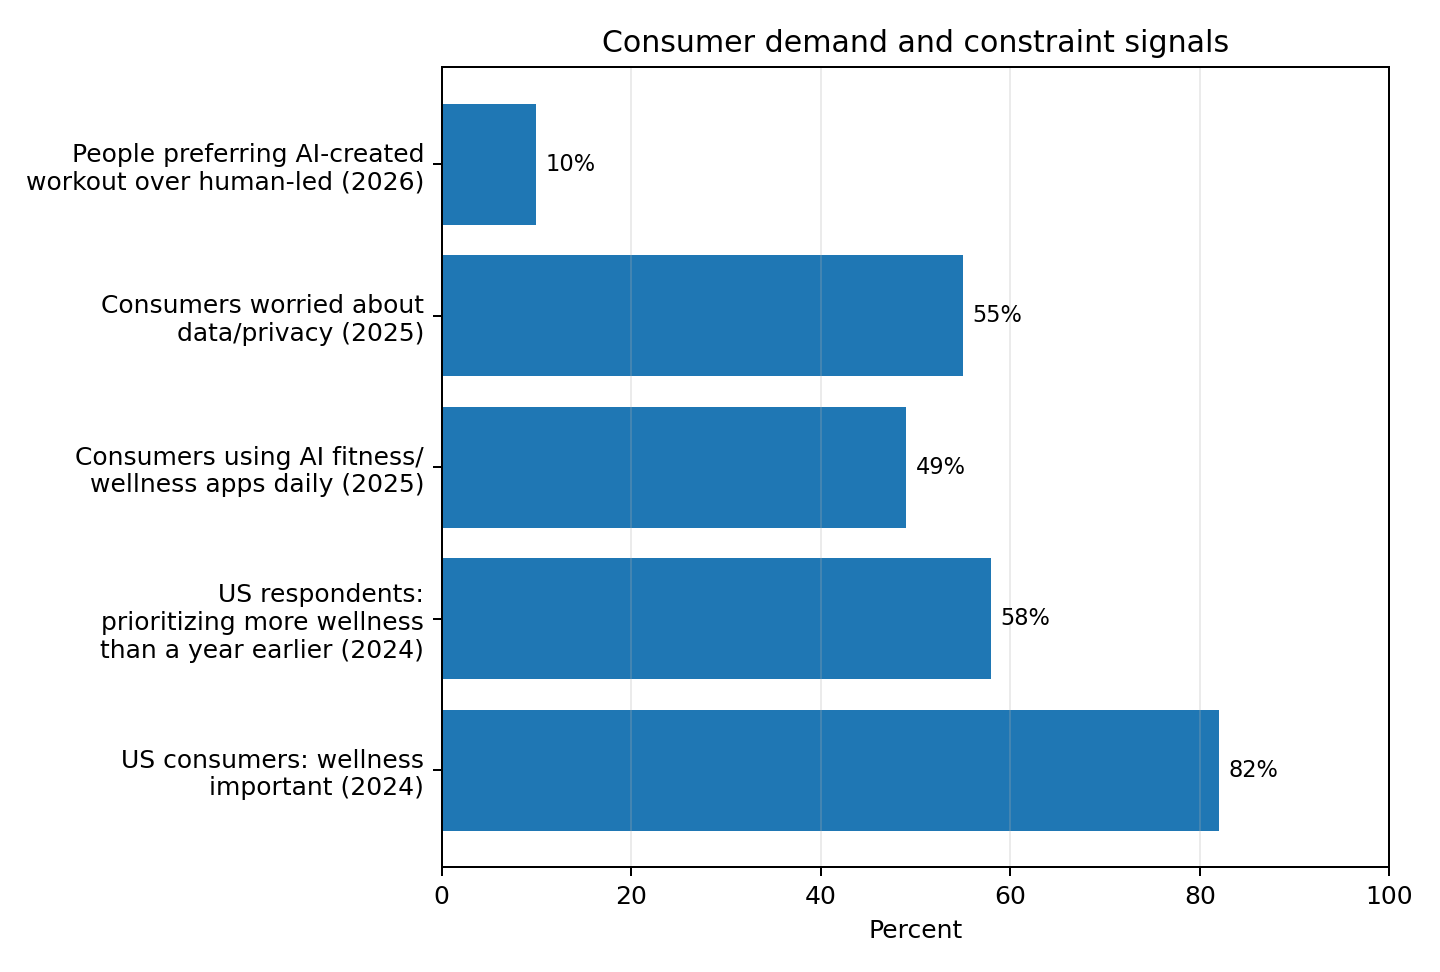 Consumer demand and constraint signals
People preferring AI-created
workout over human-led (2026)
10%
Consumers worried about
data/privacy (2025)
55%
Consumers using AI fitness/
wellness apps daily (2025)
49%
US respondents:
prioritizing more wellness
than a year earlier (2024)
58%
US consumers: wellness
important (2024)
82%
0 20 40 60 80 100
Percent